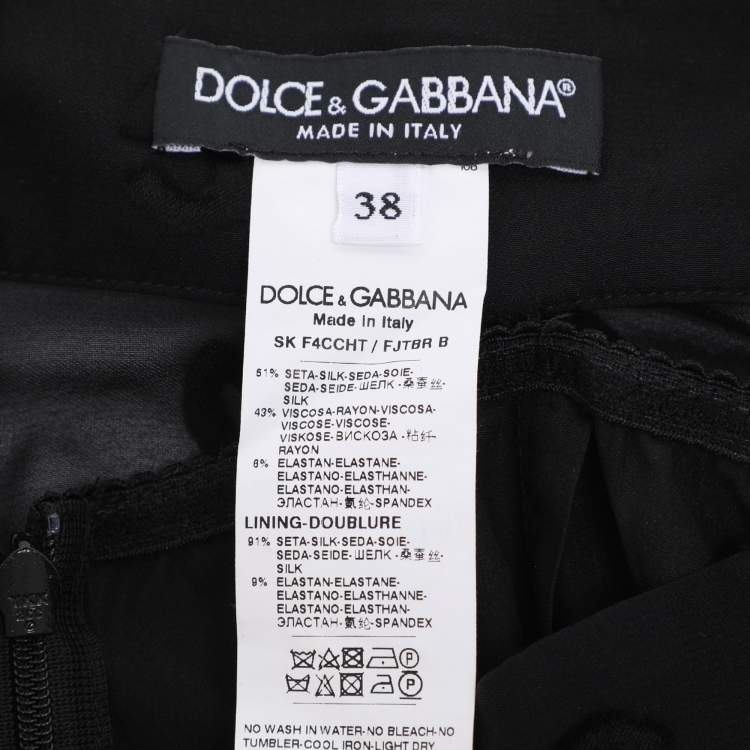 DOLCE & GABBANA®
MADE IN ITALY
38
DOLCE & GABBANA
Made in Italy
SK F4CCHT / FJTBR B
51% SETA-SILK-SEDA-SOIE-
SEDA-SEIDE-ШЕЛК-桑蚕丝-
SILK
43% VISCOSA-RAYON-VISCOSA-
VISCOSE-VISCOSE-
VISKOSE-ВИСКОЗА-粘纤-
RAYON
6% ELASTAN-ELASTANE-
ELASTANO-ELASTHANNE-
ELASTANO-ELASTHAN-
ЭЛАСТАН-氨纶-SPANDEX
LINING-DOUBLURE
91% SETA-SILK-SEDA-SOIE-
SEDA-SEIDE-ШЕЛК-桑蚕丝-
SILK
9% ELASTAN-ELASTANE-
ELASTANO-ELASTHANNE-
ELASTANO-ELASTHAN-
ЭЛАСТАН-氨纶-SPANDEX
P
P
NO WASH IN WATER-NO BLEACH-NO
TUMBLER-COOL IRON-LIGHT DRY